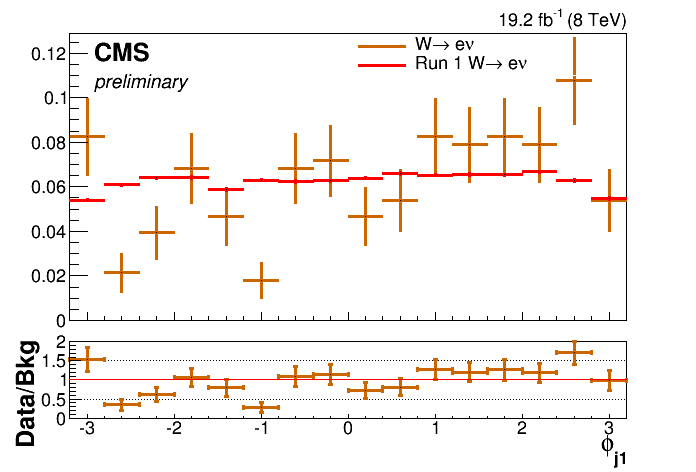 19.2 fb⁻¹ (8 TeV)
CMS
preliminary
W→ eν
Run 1 W→ eν
0.12
0.1
0.08
0.06
0.04
0.02
0
Data/Bkg
2
1.5
1
0.5
0
-3 -2 -1 0 1 2 3
ϕj1